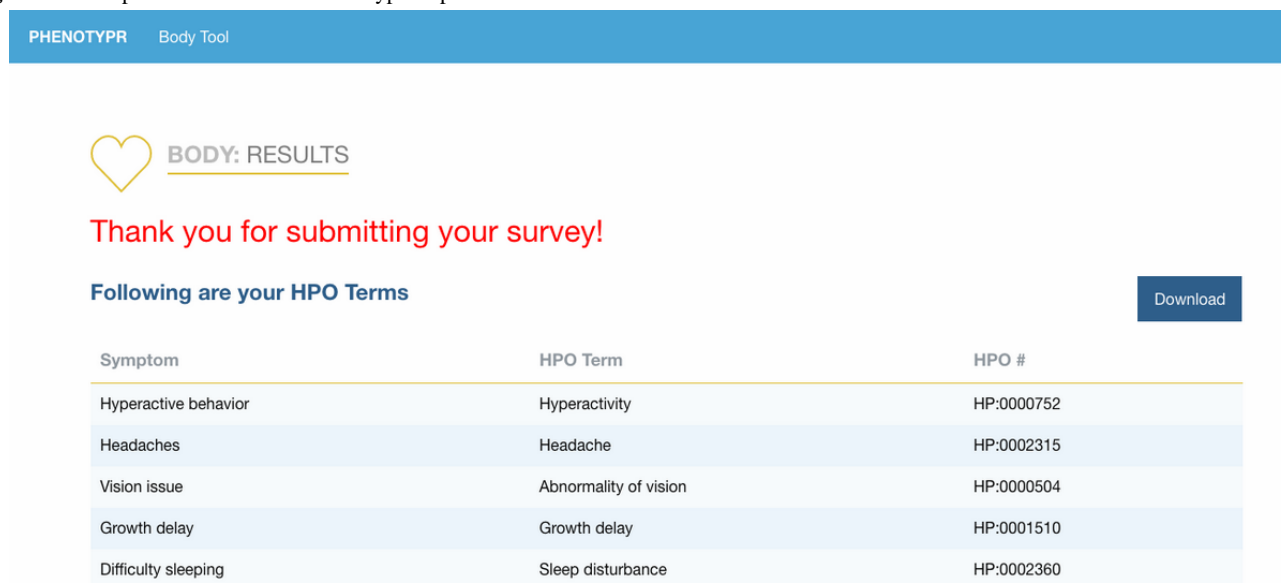 PHENOTYPR Body Tool
BODY: RESULTS
Thank you for submitting your survey!
Following are your HPO Terms
Download
Symptom HPO Term HPO #
Hyperactive behavior Hyperactivity HP:0000752
Headaches Headache HP:0002315
Vision issue Abnormality of vision HP:0000504
Growth delay Growth delay HP:0001510
Difficulty sleeping Sleep disturbance HP:0002360